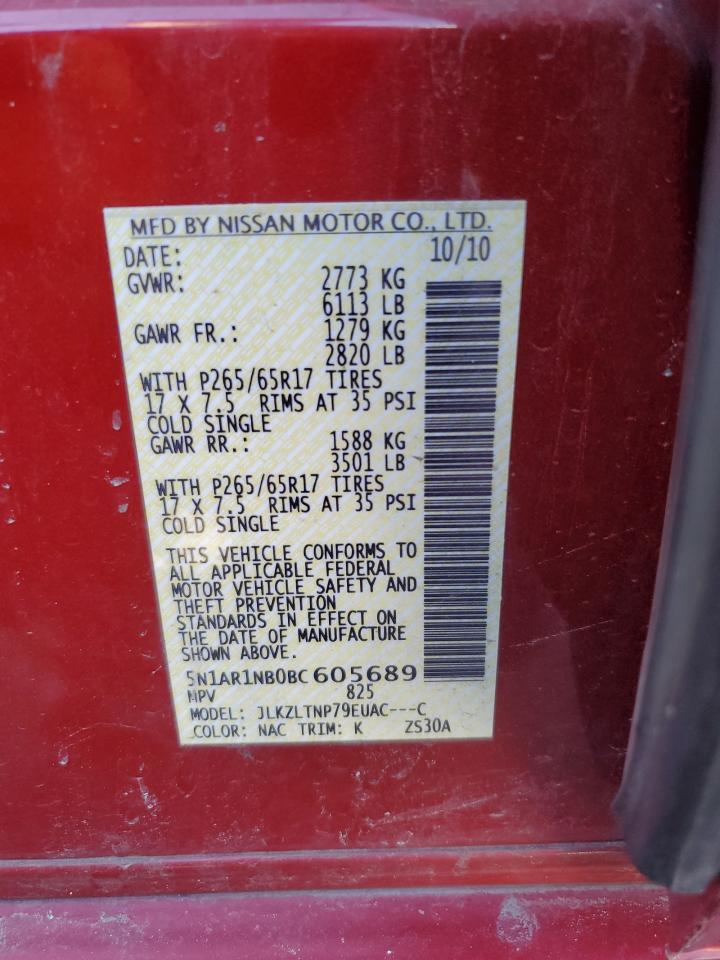 MFD BY NISSAN MOTOR CO., LTD.
DATE: 10/10
GVWR: 2773 KG
6113 LB
GAWR FR.: 1279 KG
2820 LB
WITH P265/65R17 TIRES
17 X 7.5 RIMS AT 35 PSI
COLD SINGLE
GAWR RR.: 1588 KG
3501 LB
WITH P265/65R17 TIRES
17 X 7.5 RIMS AT 35 PSI
COLD SINGLE
THIS VEHICLE CONFORMS TO
ALL APPLICABLE FEDERAL
MOTOR VEHICLE SAFETY AND
THEFT PREVENTION
STANDARDS IN EFFECT ON
THE DATE OF MANUFACTURE
SHOWN ABOVE.
5N1AR1NB0BC605689
MPV 825
MODEL: JLKZLTNP79EUAC---C
COLOR: NAC TRIM: K ZS30A